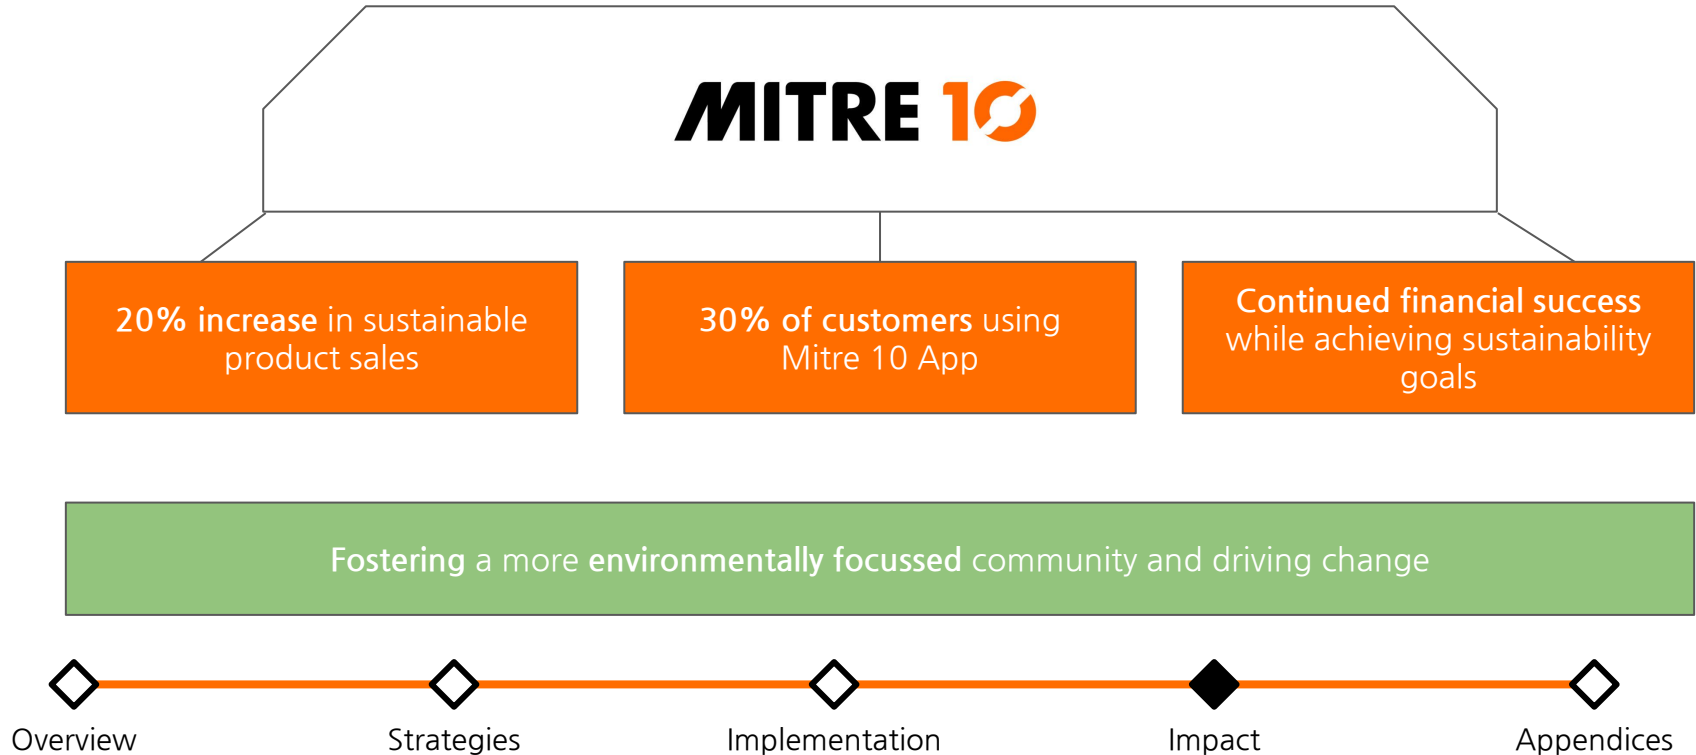 MITRE 10
20% increase in sustainable
product sales
30% of customers using
Mitre 10 App
Continued financial success
while achieving sustainability
goals
Fostering a more environmentally focussed community and driving change
Overview
Strategies
Implementation
Impact
Appendices